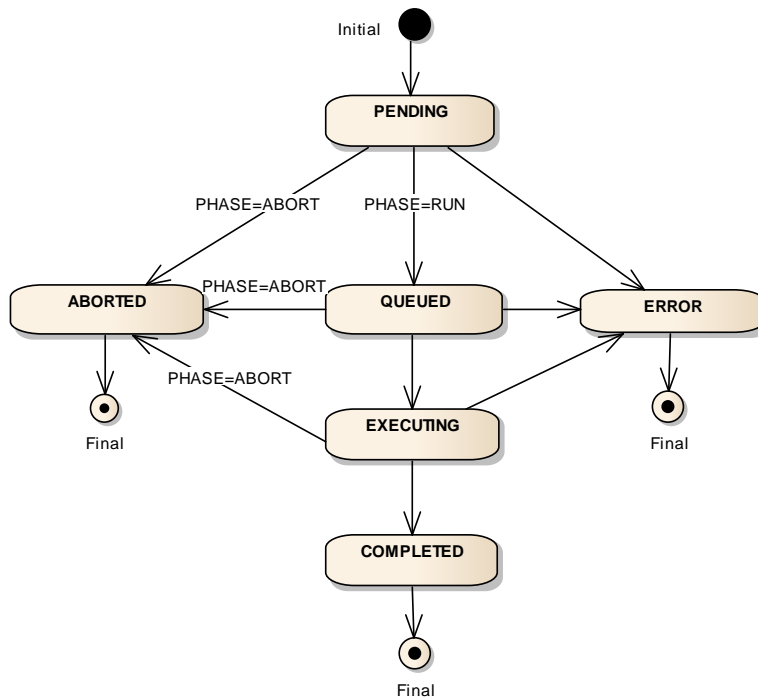 Initial
PENDING
PHASE=ABORT
PHASE=RUN
PHASE=ABORT
ABORTED
QUEUED
ERROR
PHASE=ABORT
EXECUTING
Final
Final
COMPLETED
Final